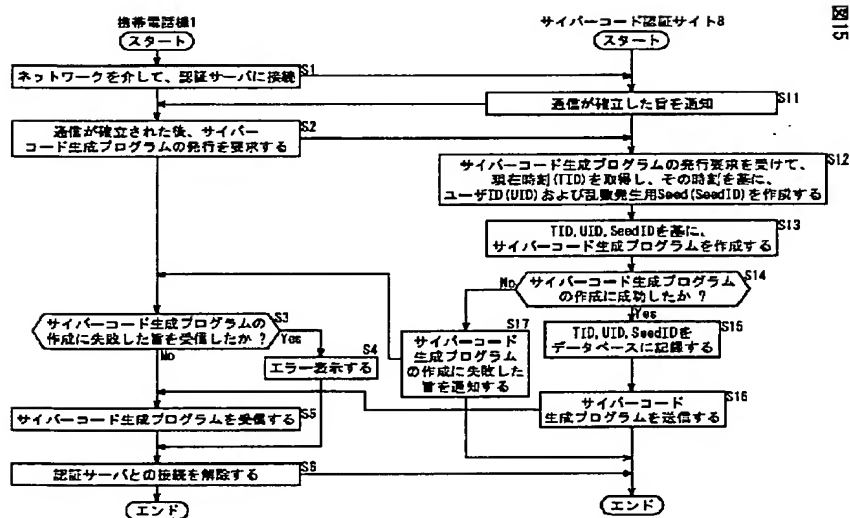 図15
携帯電話機1
スタート
ネットワークを介して、認証サーバに接続
S1
通信が確立された後、サイバー
コード生成プログラムの発行を要求する
S2
サイバーコード生成プログラムの
作成に失敗した旨を受信したか?
S3
Yes
No
エラー表示する
S4
サイバーコード生成プログラムを受信する
S5
認証サーバとの接続を解除する
S6
エンド
サイバーコード認証サイト8
スタート
通信が確立した旨を通知
S11
サイバーコード生成プログラムの発行要求を受けて、
現在時刻(TID)を取得し、その時刻を基に、
ユーザID(UID)および乱数発生用Seed(SeedID)を作成する
S12
TID,UID,SeedIDを基に、
サイバーコード生成プログラムを作成する
S13
サイバーコード生成プログラム
の作成に成功したか?
S14
No
Yes
TID,UID,SeedIDを
データベースに記録する
S15
サイバーコード
生成プログラムを送信する
S16
サイバーコード
生成プログラム
の作成に失敗した
旨を通知する
S17
エンド